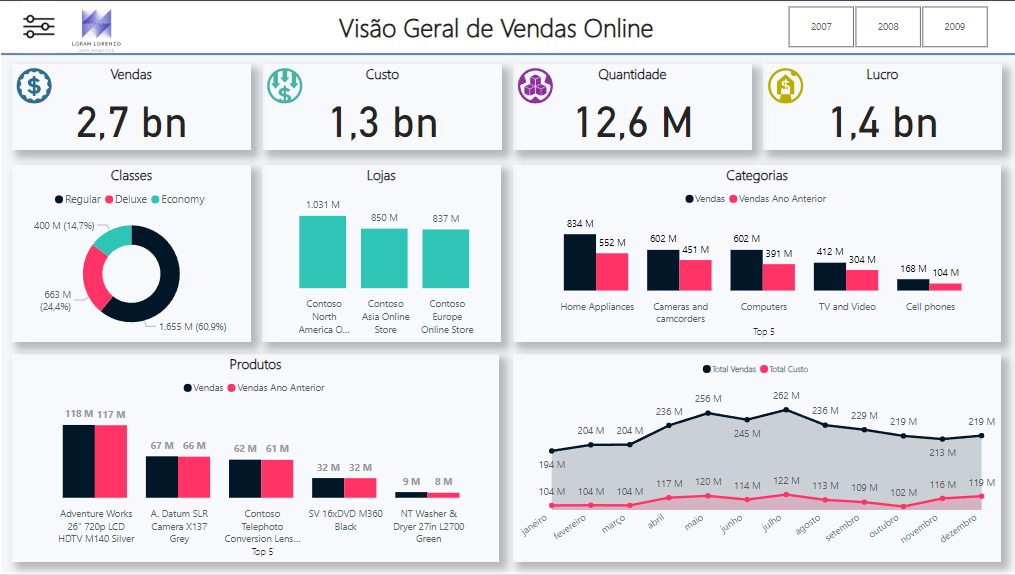 LORAN LORENZO
Visão Geral de Vendas Online
2007
2008
2009
Vendas
2,7 bn
Custo
1,3 bn
Quantidade
12,6 M
Lucro
1,4 bn
Classes
Regular Deluxe Economy
400 M (14,7%)
663 M
(24,4%)
1.655 M (60,9%)
Lojas
1.031 M
850 M
837 M
Contoso
North
America O...
Contoso
Asia Online
Store
Contoso
Europe
Online Store
Categorias
Vendas Vendas Ano Anterior
834 M
552 M
602 M
451 M
602 M
391 M
412 M
304 M
168 M
104 M
Home Appliances
Cameras and
camcorders
Computers
TV and Video
Cell phones
Top 5
Produtos
Vendas Vendas Ano Anterior
118 M 117 M
67 M 66 M
62 M 61 M
32 M 32 M
9 M 8 M
Adventure Works
26" 720p LCD
HDTV M140 Silver
A. Datum SLR
Camera X137
Grey
Contoso
Telephoto
Conversion Lens...
SV 16xDVD M360
Black
NT Washer &
Dryer 27in L2700
Green
Top 5
Total Vendas Total Custo
194 M
204 M
204 M
236 M
256 M
245 M
262 M
236 M
229 M
219 M
213 M
219 M
104 M
104 M
104 M
117 M
120 M
114 M
122 M
113 M
109 M
102 M
116 M
119 M
janeiro
fevereiro
março
abril
maio
junho
julho
agosto
setembro
outubro
novembro
dezembro